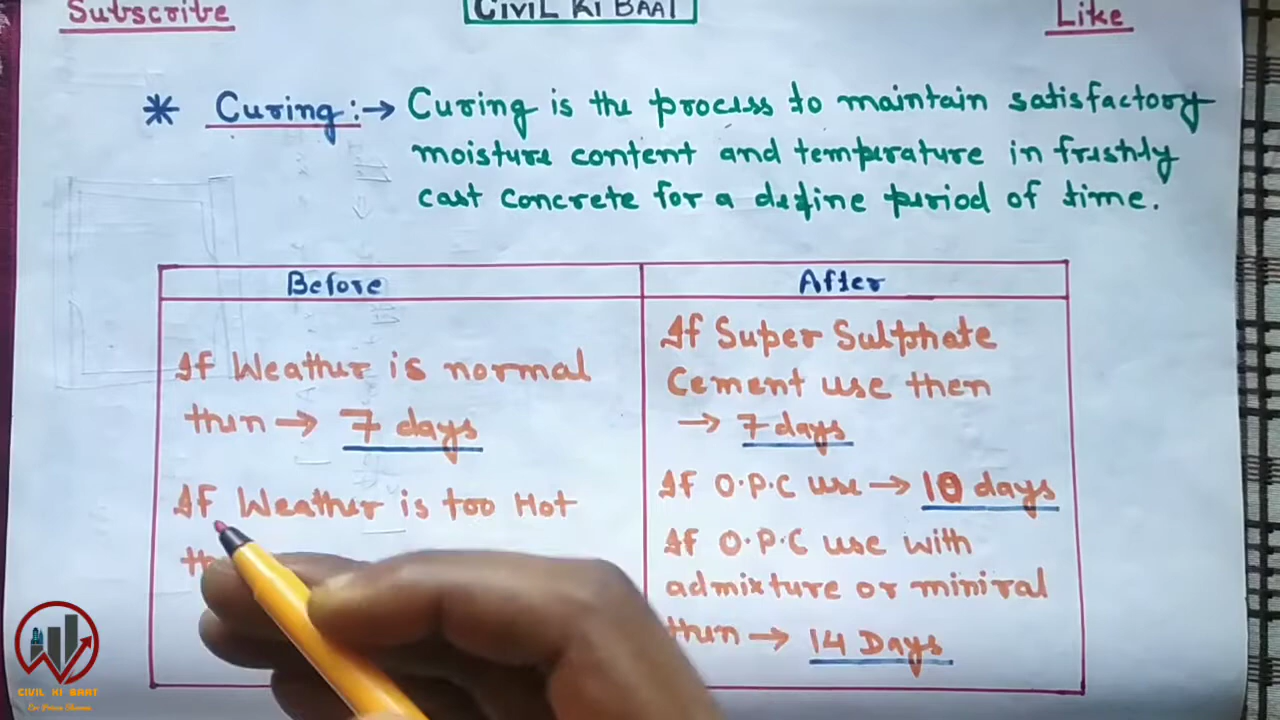 Subscribe
CIVIL KI BAAT
Like
* Curing :→ Curing is the process to maintain satisfactory
moisture content and temperature in freshly
cast concrete for a define period of time.
Before
After
If Weather is normal
then → 7 days
If Weather is too Hot
If Super Sulphate
Cement use then
→ 7 days
If O.P.C use → 10 days
If O.P.C use with
admixture or miniral
then → 14 Days
CIVIL KI BAAT